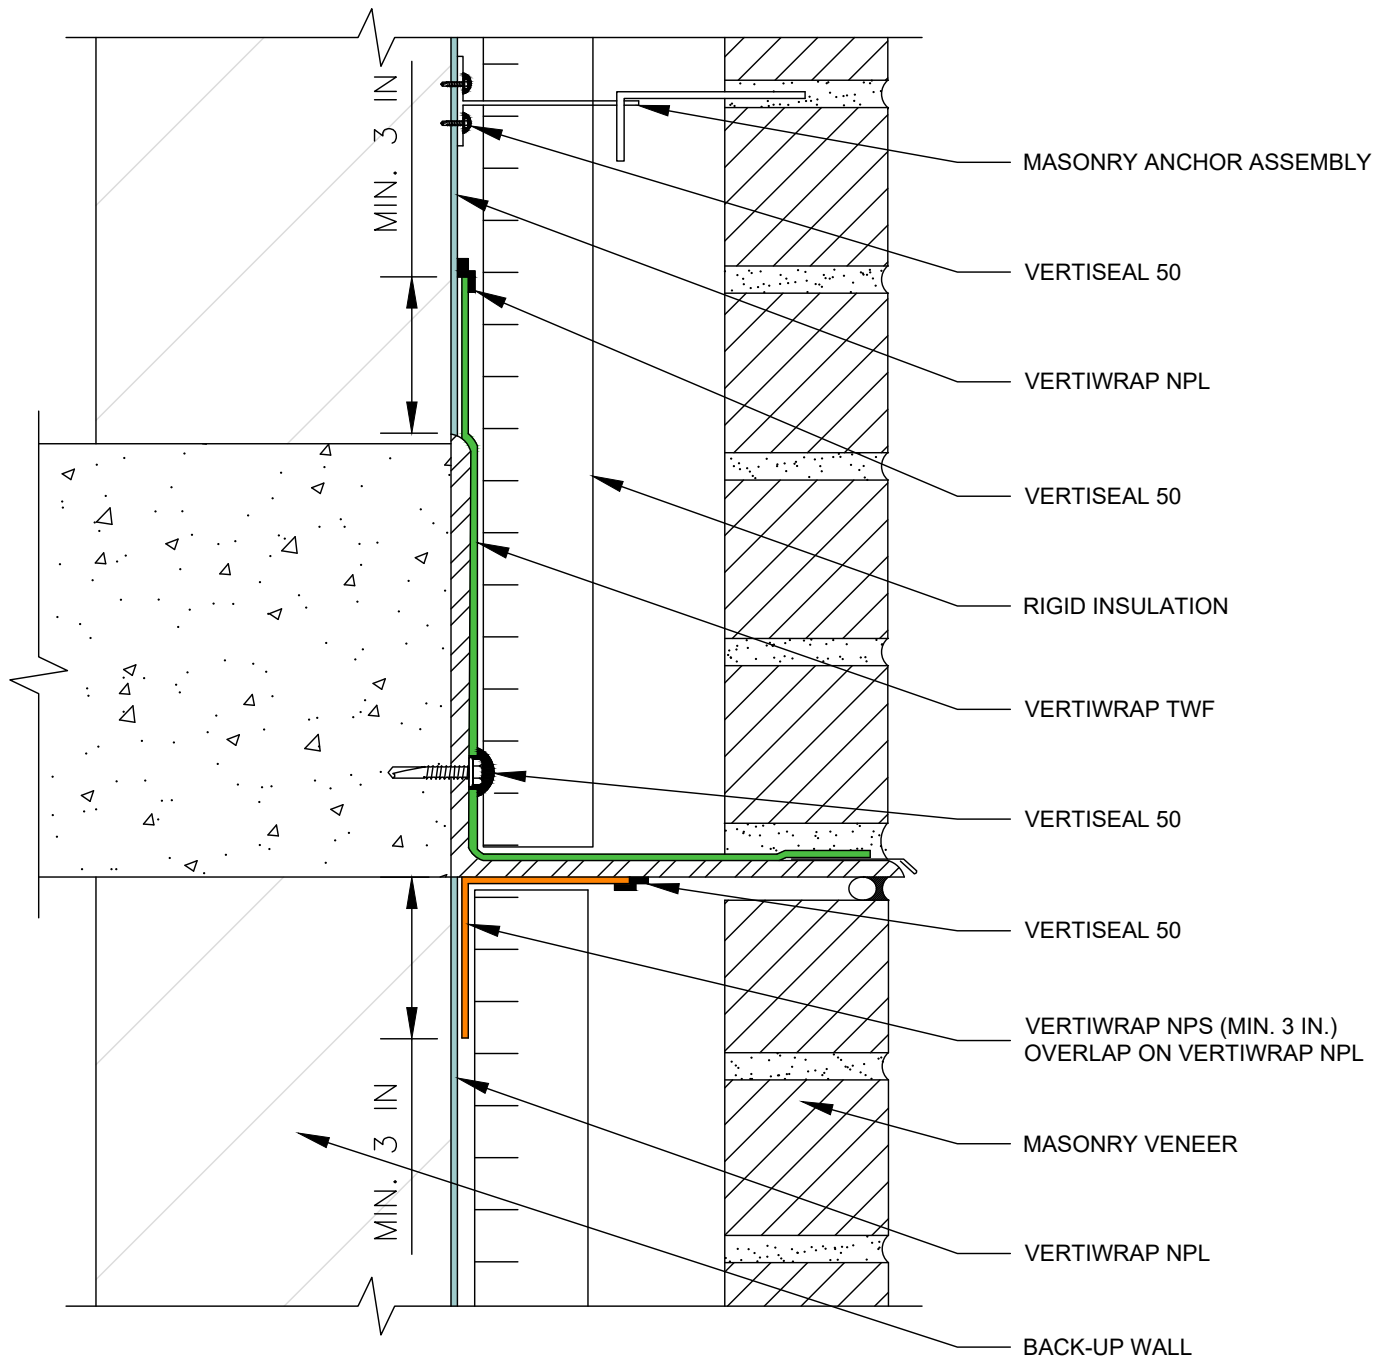 MIN. 3 IN
MASONRY ANCHOR ASSEMBLY
VERTISEAL 50
VERTIWRAP NPL
VERTISEAL 50
RIGID INSULATION
VERTIWRAP TWF
VERTISEAL 50
VERTISEAL 50
VERTIWRAP NPS (MIN. 3 IN.)
OVERLAP ON VERTIWRAP NPL
MIN. 3 IN
MASONRY VENEER
VERTIWRAP NPL
BACK-UP WALL